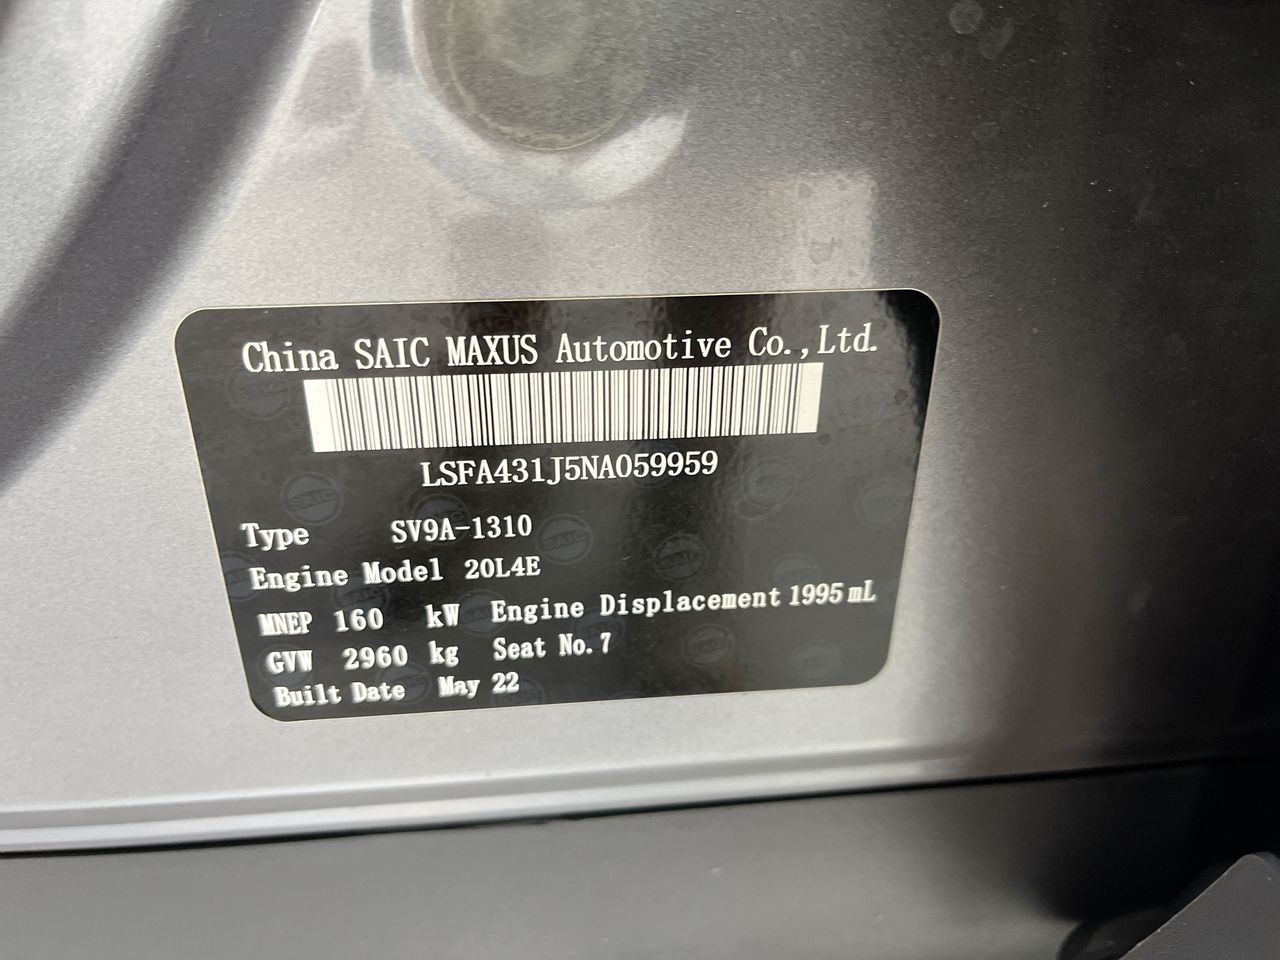 China SAIC MAXUS Automotive Co.,Ltd.
LSFA431J5NA059959
Type SV9A-1310
Engine Model 20L4E
MNEP 160 kW Engine Displacement 1995 mL
GVW 2960 kg Seat No. 7
Built Date May 22